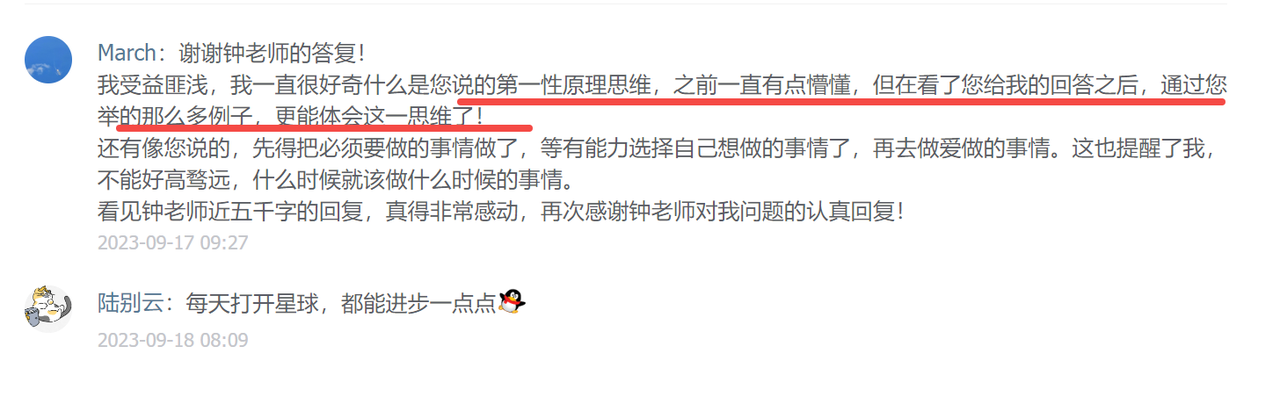 March：谢谢钟老师的答复！
我受益匪浅，我一直很好奇什么是您说的第一性原理思维，之前一直有点懵懂，但在看了您给我的回答之后，通过您
举的那么多例子，更能体会这一思维了！
还有像您说的，先得把必须要做的事情做了，等有能力选择自己想做的事情了，再去做爱做的事情。这也提醒了我，
不能好高骛远，什么时候就该做什么时候的事情。
看见钟老师近五千字的回复，真得非常感动，再次感谢钟老师对我问题的认真回复！
2023-09-17 09:27
陆别云：每天打开星球，都能进步一点点
2023-09-18 08:09